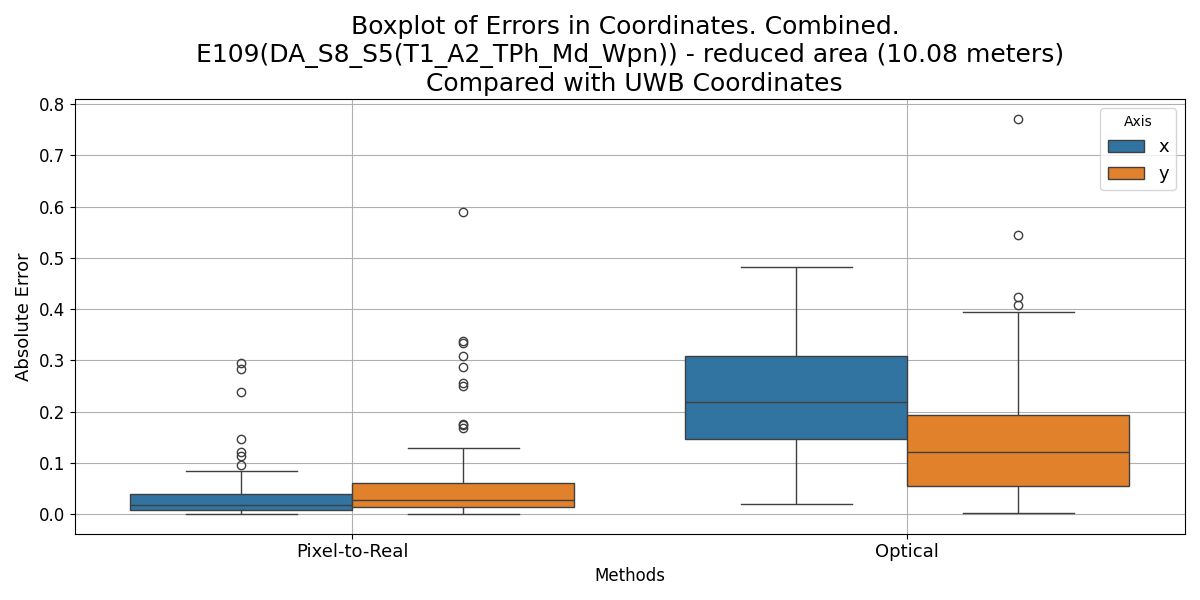 Boxplot of Errors in Coordinates. Combined.
E109(DA_S8_S5(T1_A2_TPh_Md_Wpn)) - reduced area (10.08 meters)
Compared with UWB Coordinates
Absolute Error
0.8
0.7
0.6
0.5
0.4
0.3
0.2
0.1
0.0
Axis
x
y
Pixel-to-Real
Optical
Methods